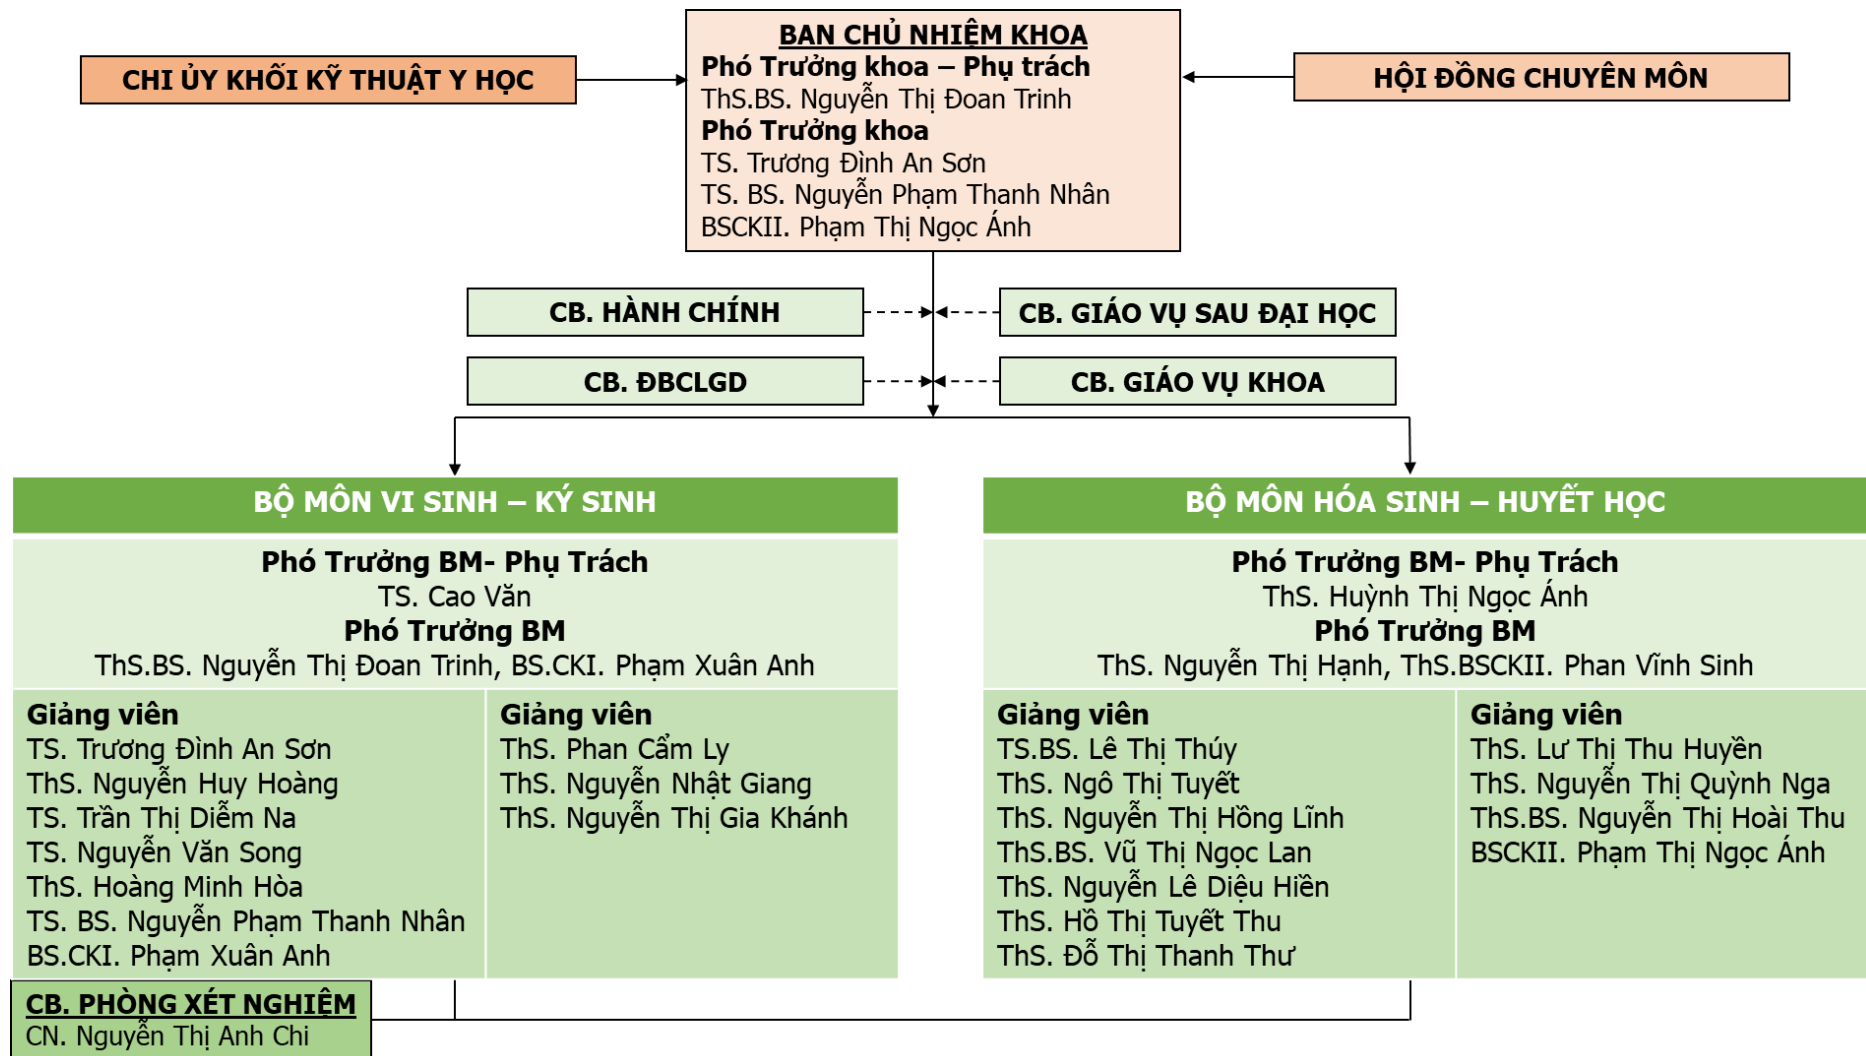 BAN CHỦ NHIỆM KHOA
Phó Trưởng khoa – Phụ trách
ThS.BS. Nguyễn Thị Đoan Trinh
Phó Trưởng khoa
TS. Trương Đình An Sơn
TS. BS. Nguyễn Phạm Thanh Nhân
BSCKII. Phạm Thị Ngọc Ánh
CHI ỦY KHỐI KỸ THUẬT Y HỌC
HỘI ĐỒNG CHUYÊN MÔN
CB. HÀNH CHÍNH
CB. GIÁO VỤ SAU ĐẠI HỌC
CB. ĐBCLGD
CB. GIÁO VỤ KHOA
BỘ MÔN VI SINH – KÝ SINH
Phó Trưởng BM- Phụ Trách
TS. Cao Văn
Phó Trưởng BM
ThS.BS. Nguyễn Thị Đoan Trinh, BS.CKI. Phạm Xuân Anh
Giảng viên
TS. Trương Đình An Sơn
ThS. Nguyễn Huy Hoàng
TS. Trần Thị Diễm Na
TS. Nguyễn Văn Song
ThS. Hoàng Minh Hòa
TS. BS. Nguyễn Phạm Thanh Nhân
BS.CKI. Phạm Xuân Anh
Giảng viên
ThS. Phan Cẩm Ly
ThS. Nguyễn Nhật Giang
ThS. Nguyễn Thị Gia Khánh
BỘ MÔN HÓA SINH – HUYẾT HỌC
Phó Trưởng BM- Phụ Trách
ThS. Huỳnh Thị Ngọc Ánh
Phó Trưởng BM
ThS. Nguyễn Thị Hạnh, ThS.BSCKII. Phan Vĩnh Sinh
Giảng viên
TS.BS. Lê Thị Thúy
ThS. Ngô Thị Tuyết
ThS. Nguyễn Thị Hồng Lĩnh
ThS.BS. Vũ Thị Ngọc Lan
ThS. Nguyễn Lê Diệu Hiền
ThS. Hồ Thị Tuyết Thu
ThS. Đỗ Thị Thanh Thư
Giảng viên
ThS. Lư Thị Thu Huyền
ThS. Nguyễn Thị Quỳnh Nga
ThS.BS. Nguyễn Thị Hoài Thu
BSCKII. Phạm Thị Ngọc Ánh
CB. PHÒNG XÉT NGHIỆM
CN. Nguyễn Thị Anh Chi